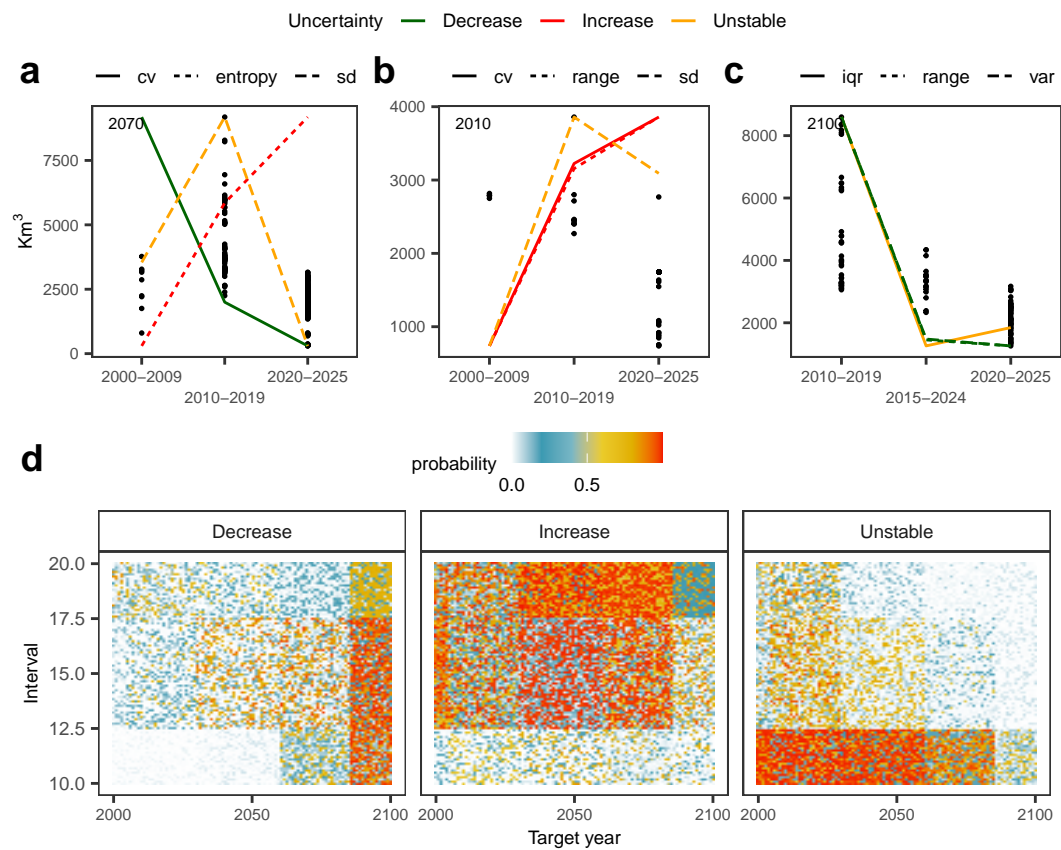 Uncertainty Decrease Increase Unstable
a
cv entropy sd
b
cv range sd
c
iqr range var
2070
7500
5000
2500
0
Km³
2000–2009
2010–2019
2020–2025
2010
4000
3000
2000
1000
2000–2009
2010–2019
2020–2025
2100
8000
6000
4000
2000
2010–2019
2015–2024
2020–2025
d
probability
0.0 0.5
Decrease Increase Unstable
20.0
17.5
15.0
12.5
10.0
Interval
2000 2050 2100 2000 2050 2100 2000 2050 2100
Target year